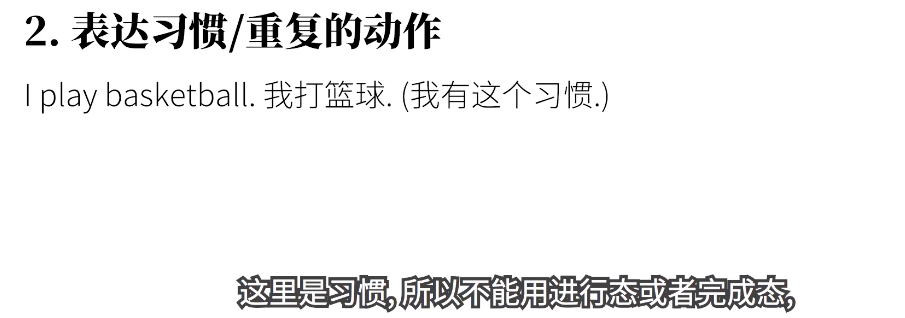 2. 表达习惯/重复的动作
I play basketball. 我打篮球. (我有这个习惯.)
这里是习惯, 所以不能用进行态或者完成态,